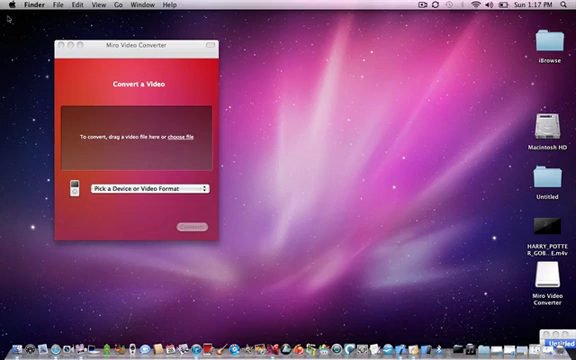 Finder File Edit View Go Window Help
Sun 1:17 PM
Miro Video Converter
Convert a Video
To convert, drag a video file here or choose file
Pick a Device or Video Format
Convert!
iBrowse
Macintosh HD
Untitled
HARRY_POTTE
R_GOB...E.m4v
Miro Video
Converter
Untitled